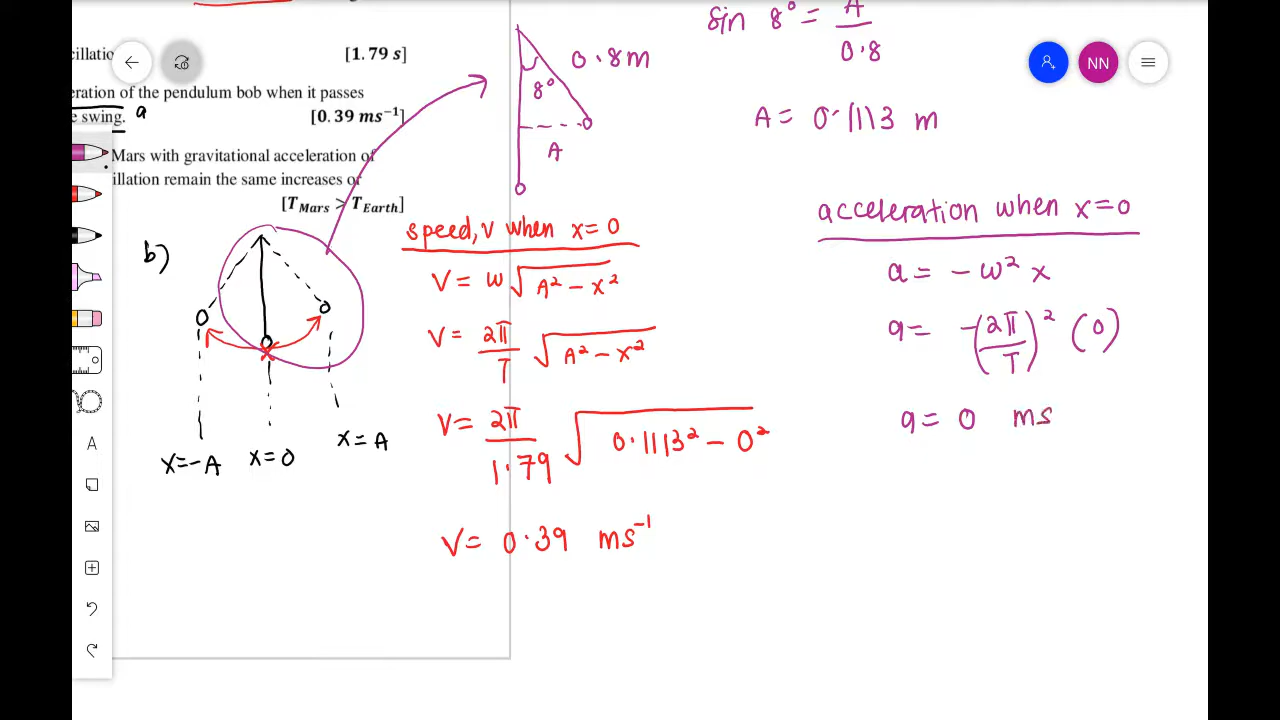 cillatio [1.79 s]
eration of the pendulum bob when it passes
e swing. a [0.39 ms⁻¹]
Mars with gravitational acceleration of
illation remain the same increases or
[T_Mars > T_Earth]
b)
x=-A x=0 x=A
0.8m
8°
A
sin 8° = A / 0.8
A = 0.1113 m
NN
A
speed, v when x=0
V = ω √(A² − x²)
V = 2π/T √(A² − x²)
V = 2π/1.79 √(0.1113² − 0²)
V = 0.39 ms⁻¹
acceleration when x=0
a = −ω² x
a = −(2π/T)² (0)
a = 0 ms